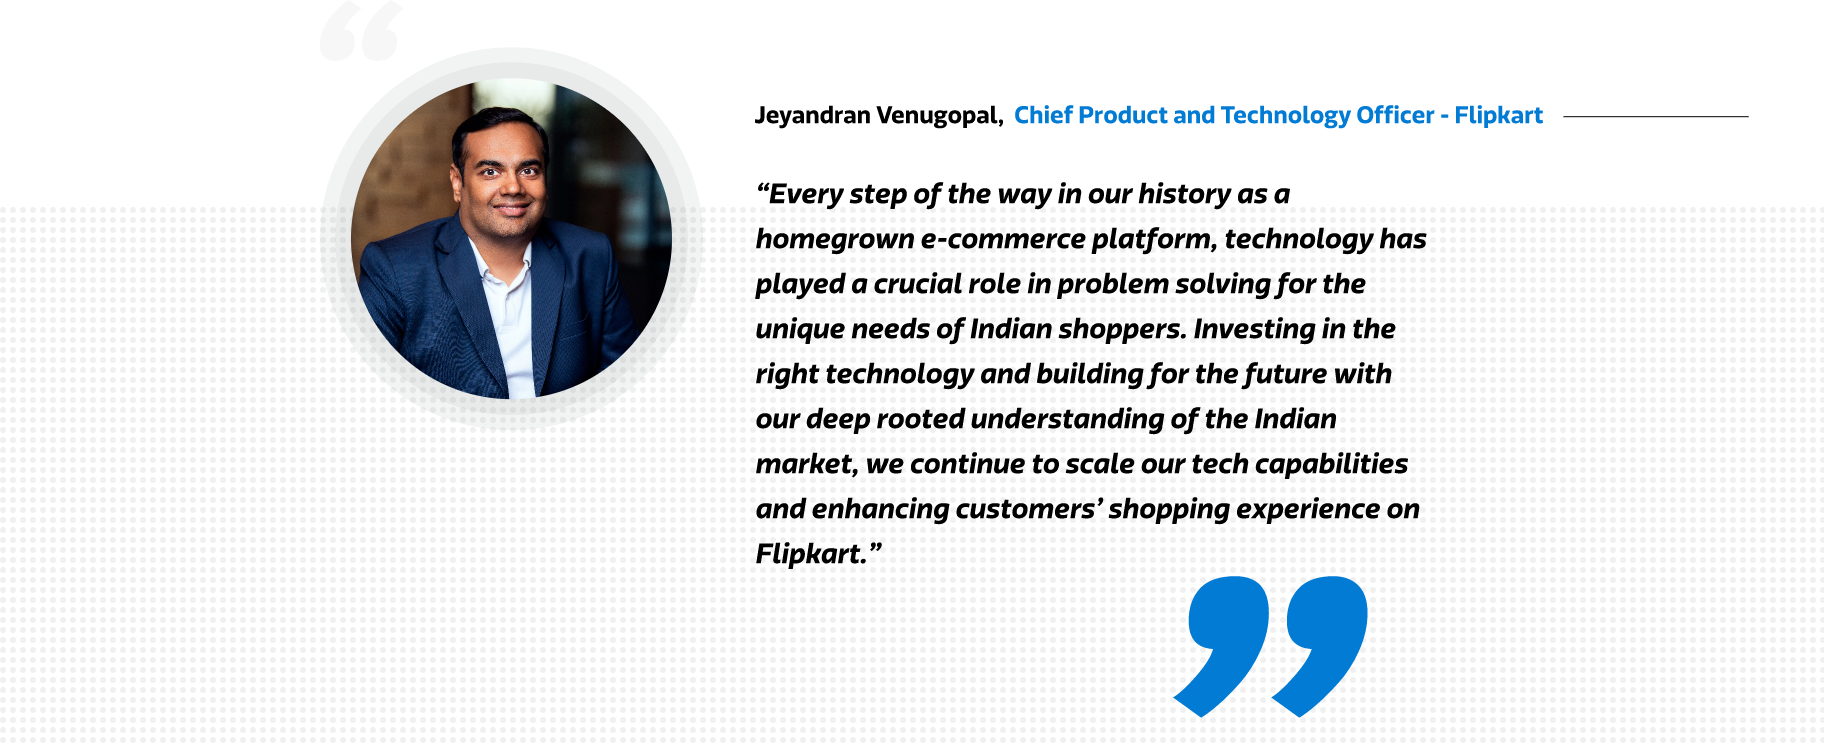 Jeyandran Venugopal, Chief Product and Technology Officer - Flipkart
“Every step of the way in our history as a
homegrown e-commerce platform, technology has
played a crucial role in problem solving for the
unique needs of Indian shoppers. Investing in the
right technology and building for the future with
our deep rooted understanding of the Indian
market, we continue to scale our tech capabilities
and enhancing customers’ shopping experience on
Flipkart.”